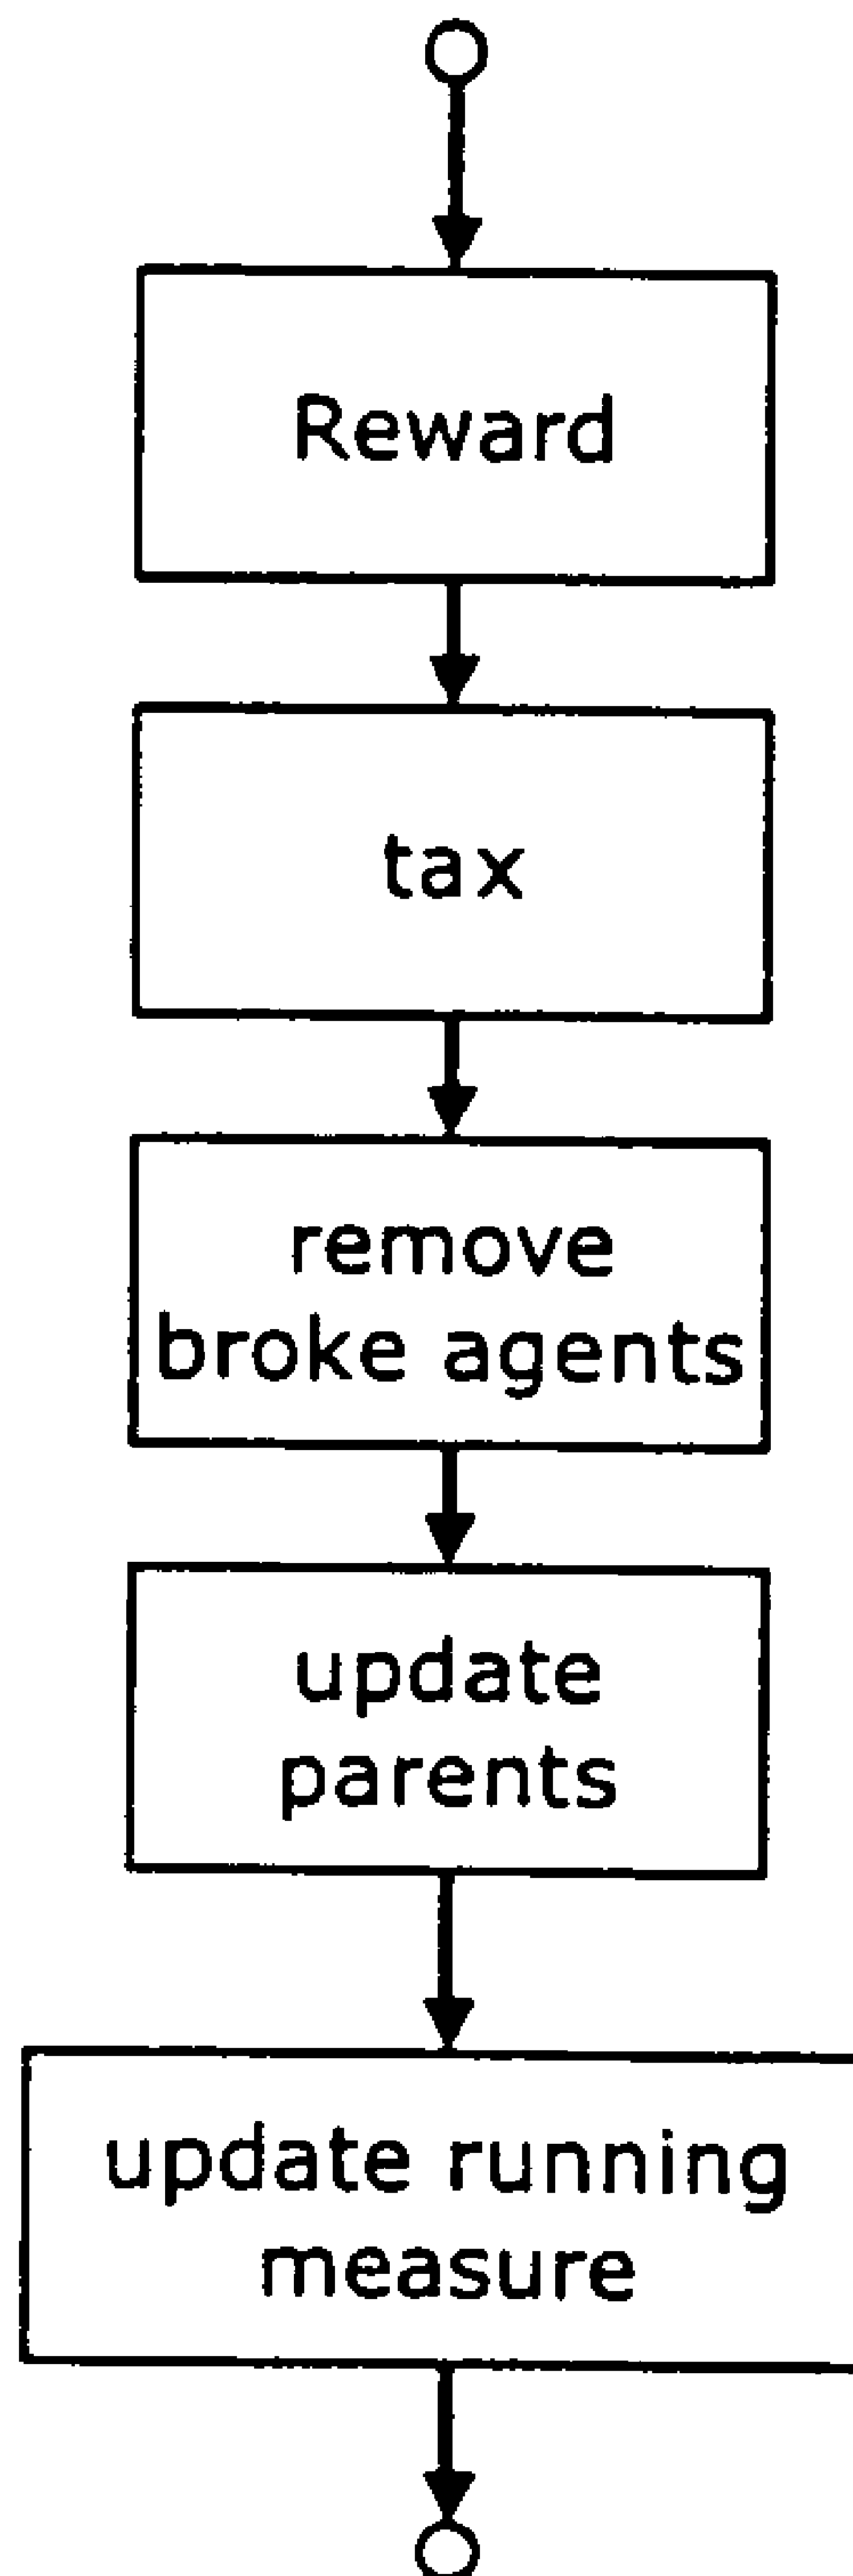 Reward
tax
remove
broke agents
update
parents
update running
measure